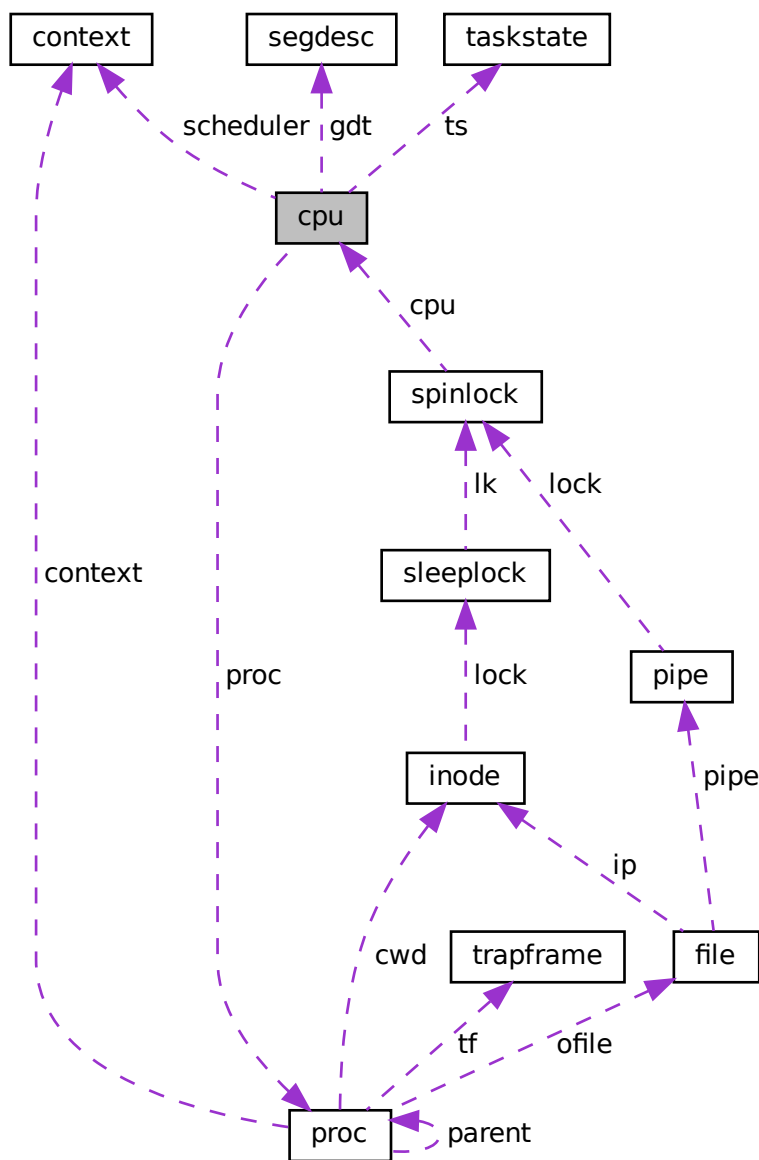 context
segdesc
taskstate
scheduler
gdt
ts
cpu
cpu
spinlock
lk
lock
context
sleeplock
proc
lock
pipe
inode
pipe
ip
cwd
trapframe
file
tf
ofile
proc
parent